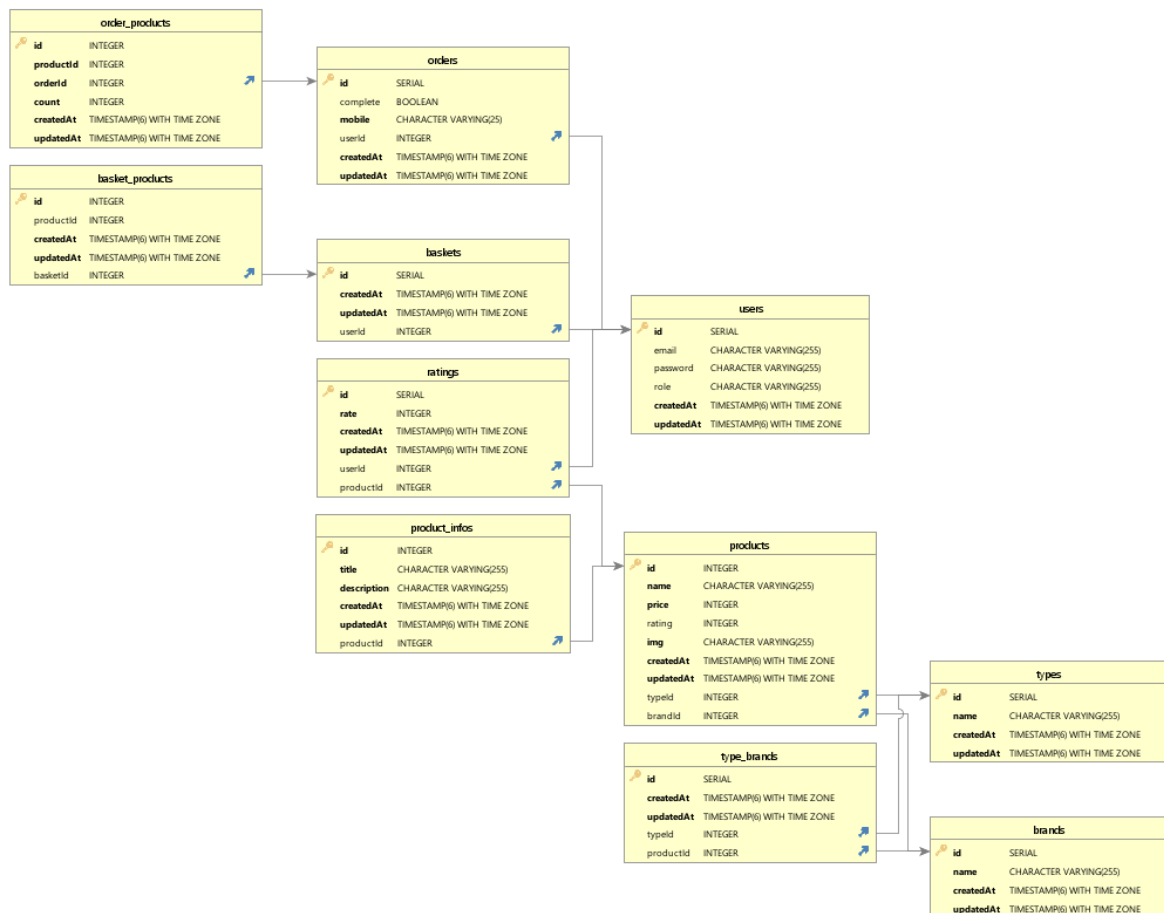 order_products
id INTEGER
productId INTEGER
orderId INTEGER
count INTEGER
createdAt TIMESTAMP(6) WITH TIME ZONE
updatedAt TIMESTAMP(6) WITH TIME ZONE
orders
id SERIAL
complete BOOLEAN
mobile CHARACTER VARYING(25)
userId INTEGER
createdAt TIMESTAMP(6) WITH TIME ZONE
updatedAt TIMESTAMP(6) WITH TIME ZONE
basket_products
id INTEGER
productId INTEGER
createdAt TIMESTAMP(6) WITH TIME ZONE
updatedAt TIMESTAMP(6) WITH TIME ZONE
basketId INTEGER
baskets
id SERIAL
createdAt TIMESTAMP(6) WITH TIME ZONE
updatedAt TIMESTAMP(6) WITH TIME ZONE
userId INTEGER
users
id SERIAL
email CHARACTER VARYING(255)
password CHARACTER VARYING(255)
role CHARACTER VARYING(255)
createdAt TIMESTAMP(6) WITH TIME ZONE
updatedAt TIMESTAMP(6) WITH TIME ZONE
ratings
id SERIAL
rate INTEGER
createdAt TIMESTAMP(6) WITH TIME ZONE
updatedAt TIMESTAMP(6) WITH TIME ZONE
userId INTEGER
productId INTEGER
product_infos
id INTEGER
title CHARACTER VARYING(255)
description CHARACTER VARYING(255)
createdAt TIMESTAMP(6) WITH TIME ZONE
updatedAt TIMESTAMP(6) WITH TIME ZONE
productId INTEGER
products
id INTEGER
name CHARACTER VARYING(255)
price INTEGER
rating INTEGER
img CHARACTER VARYING(255)
createdAt TIMESTAMP(6) WITH TIME ZONE
updatedAt TIMESTAMP(6) WITH TIME ZONE
typeId INTEGER
brandId INTEGER
types
id SERIAL
name CHARACTER VARYING(255)
createdAt TIMESTAMP(6) WITH TIME ZONE
updatedAt TIMESTAMP(6) WITH TIME ZONE
type_brands
id SERIAL
createdAt TIMESTAMP(6) WITH TIME ZONE
updatedAt TIMESTAMP(6) WITH TIME ZONE
typeId INTEGER
productId INTEGER
brands
id SERIAL
name CHARACTER VARYING(255)
createdAt TIMESTAMP(6) WITH TIME ZONE
updatedAt TIMESTAMP(6) WITH TIME ZONE